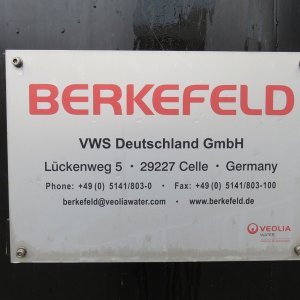 BERKEFELD
VWS Deutschland GmbH
Lückenweg 5 · 29227 Celle · Germany
Phone: +49 (0) 5141/803-0 · Fax: +49 (0) 5141/803-100
berkefeld@veoliawater.com · www.berkefeld.de
VEOLIA
WATER